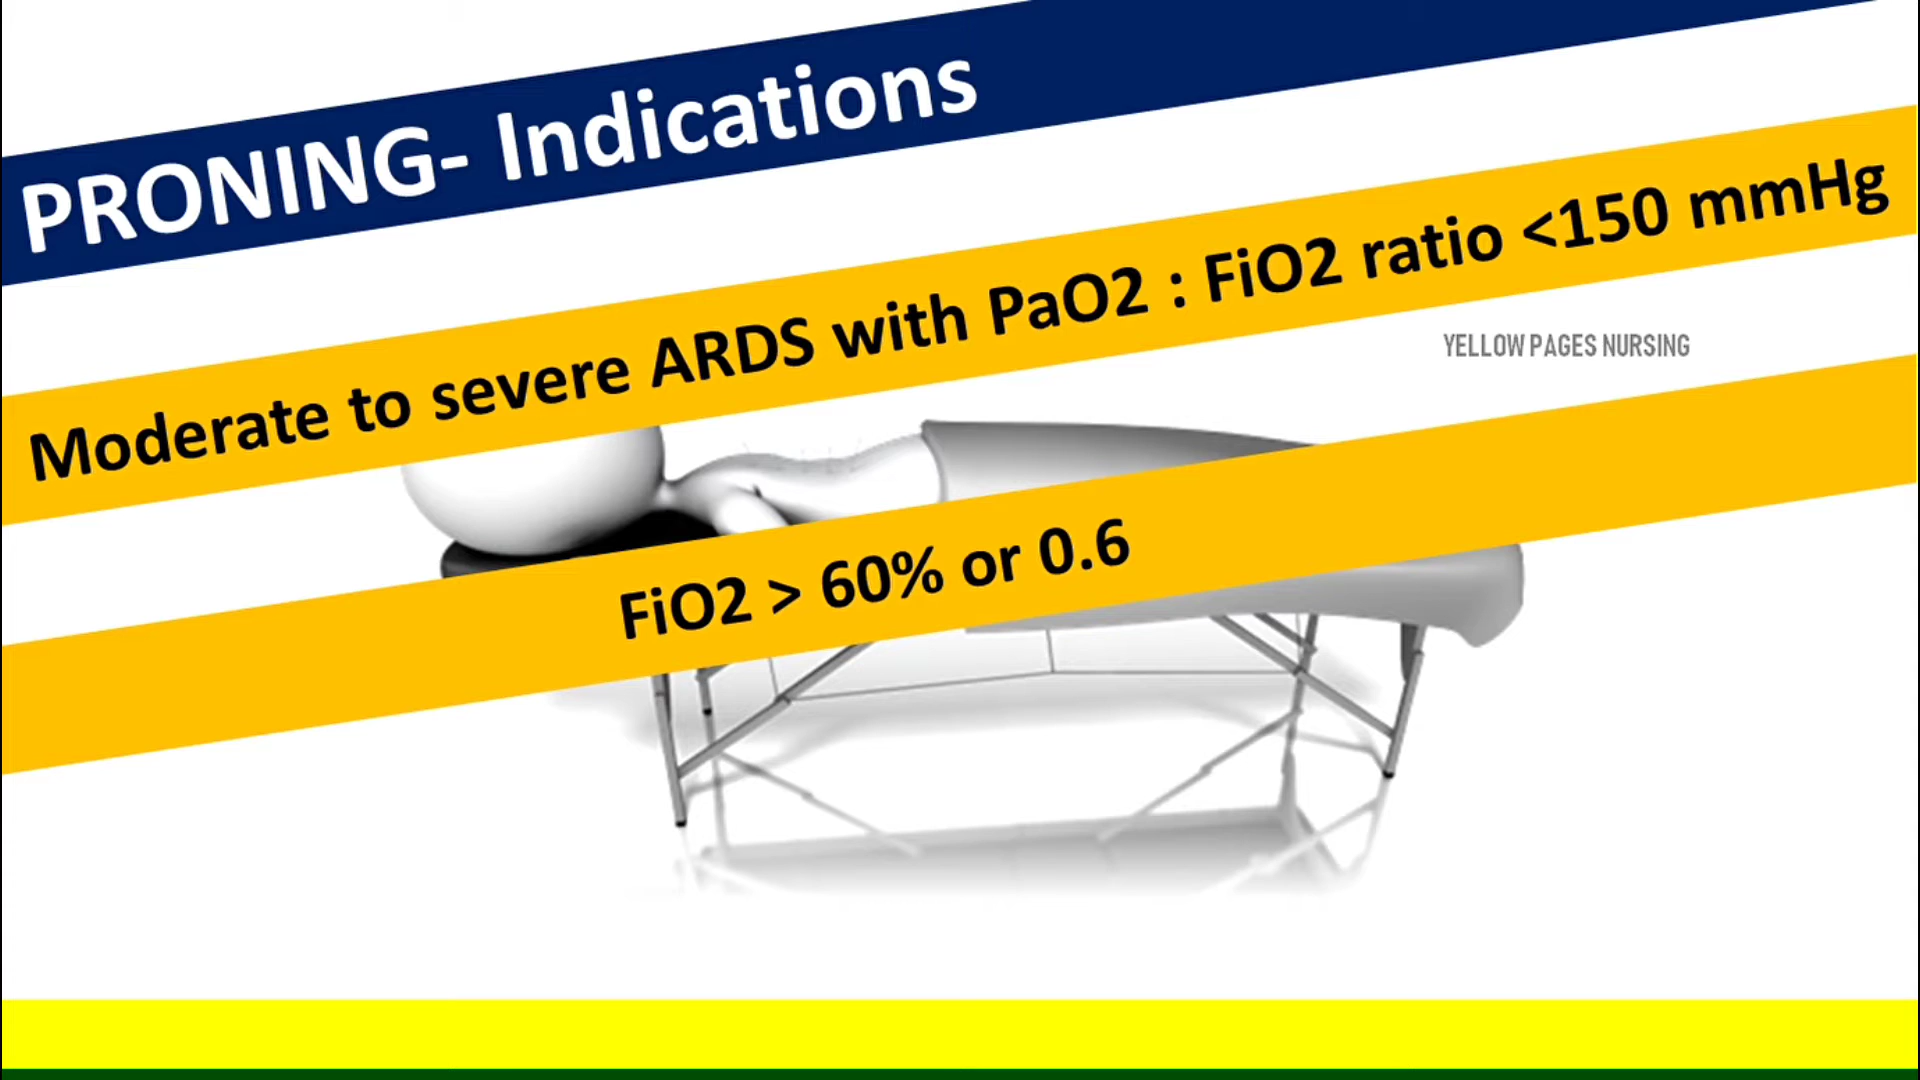 PRONING- Indications
Moderate to severe ARDS with PaO2 : FiO2 ratio <150 mmHg
YELLOW PAGES NURSING
FiO2 > 60% or 0.6